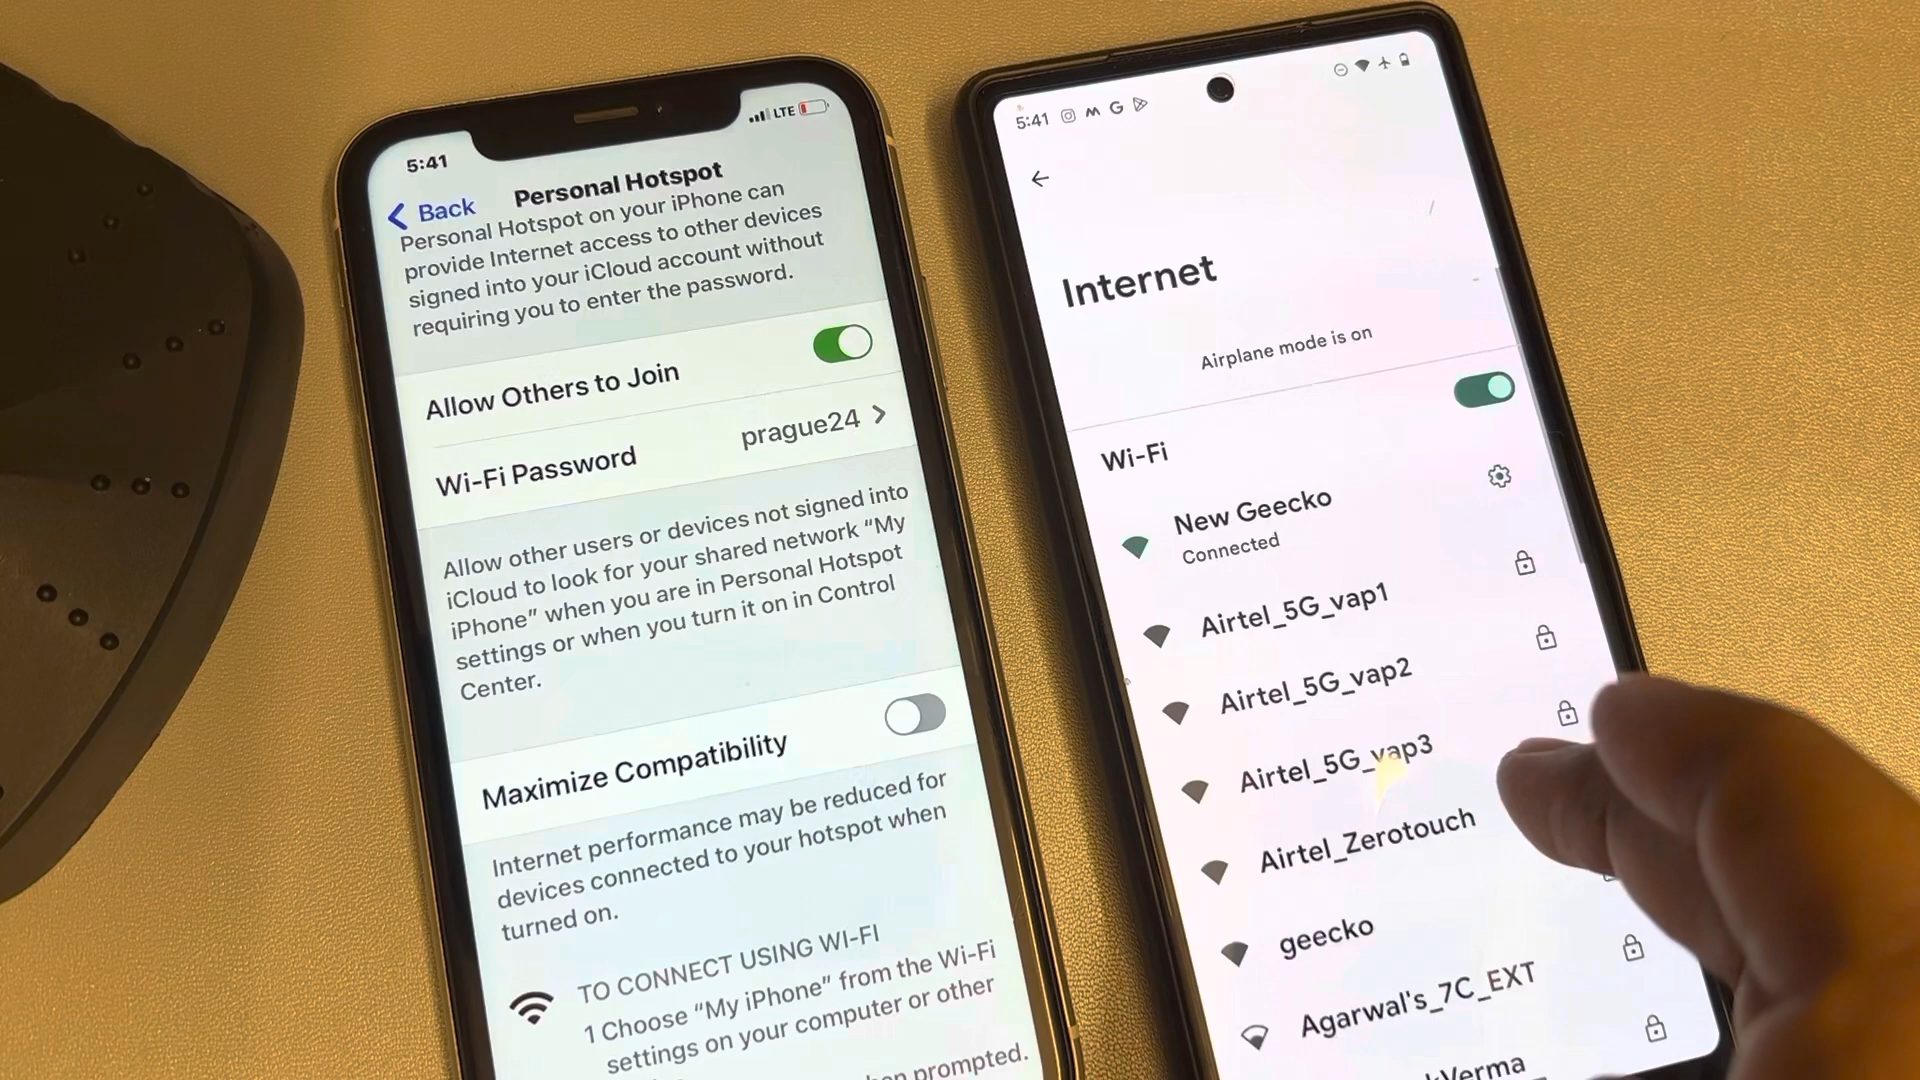 5:41
LTE
Back
Personal Hotspot
Personal Hotspot on your iPhone can
provide Internet access to other devices
signed into your iCloud account without
requiring you to enter the password.
Allow Others to Join
Wi-Fi Password
prague24
Allow other users or devices not signed into
iCloud to look for your shared network “My
iPhone” when you are in Personal Hotspot
settings or when you turn it on in Control
Center.
Maximize Compatibility
Internet performance may be reduced for
devices connected to your hotspot when
turned on.
TO CONNECT USING WI-FI
1 Choose “My iPhone” from the Wi-Fi
settings on your computer or other
prompted.
5:41
G
Internet
Airplane mode is on
Wi-Fi
New Geecko
Connected
Airtel_5G_vap1
Airtel_5G_vap2
Airtel_5G_vap3
Airtel_Zerotouch
geecko
Agarwal's_7C_EXT